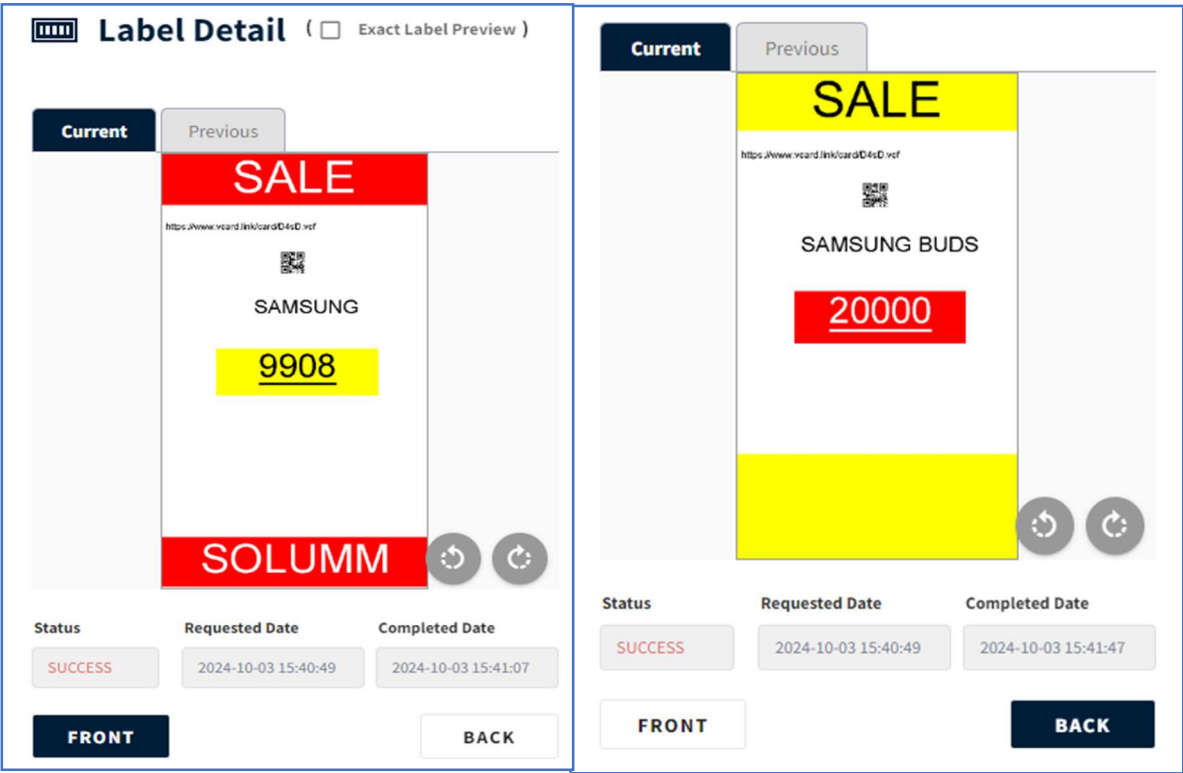 Label Detail ( Exact Label Preview )
Current Previous
SALE
https://www.vcard.link/card/D4sD.vcf
SAMSUNG
9908
SOLUMM
Status Requested Date Completed Date
SUCCESS 2024-10-03 15:40:49 2024-10-03 15:41:07
FRONT BACK
Current Previous
SALE
https://www.vcard.link/card/D4sD.vcf
SAMSUNG BUDS
20000
Status Requested Date Completed Date
SUCCESS 2024-10-03 15:40:49 2024-10-03 15:41:47
FRONT BACK